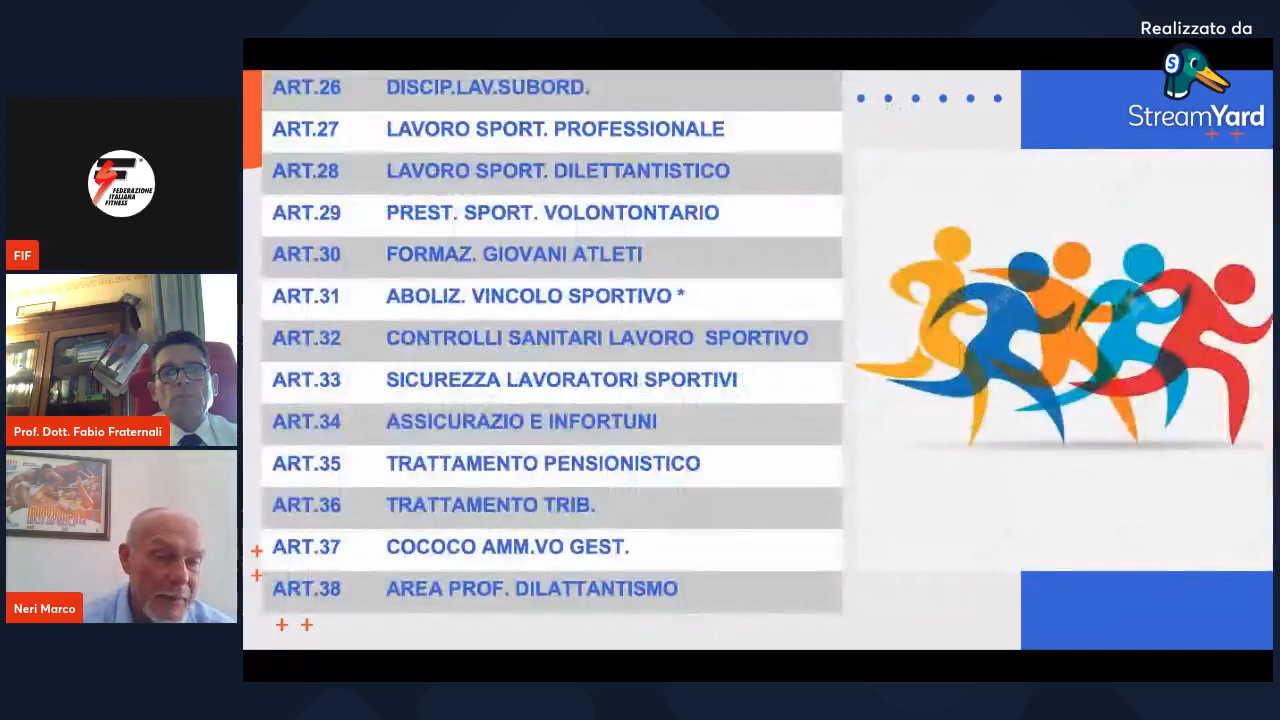 Realizzato da
StreamYard
FEDERAZIONE
ITALIANA
FITNESS
FIF
Prof. Dott. Fabio Fraternali
Neri Marco
ART.26 DISCIP.LAV.SUBORD.
ART.27 LAVORO SPORT. PROFESSIONALE
ART.28 LAVORO SPORT. DILETTANTISTICO
ART.29 PREST. SPORT. VOLONTONTARIO
ART.30 FORMAZ. GIOVANI ATLETI
ART.31 ABOLIZ. VINCOLO SPORTIVO *
ART.32 CONTROLLI SANITARI LAVORO SPORTIVO
ART.33 SICUREZZA LAVORATORI SPORTIVI
ART.34 ASSICURAZIO E INFORTUNI
ART.35 TRATTAMENTO PENSIONISTICO
ART.36 TRATTAMENTO TRIB.
ART.37 COCOCO AMM.VO GEST.
ART.38 AREA PROF. DILATTANTISMO